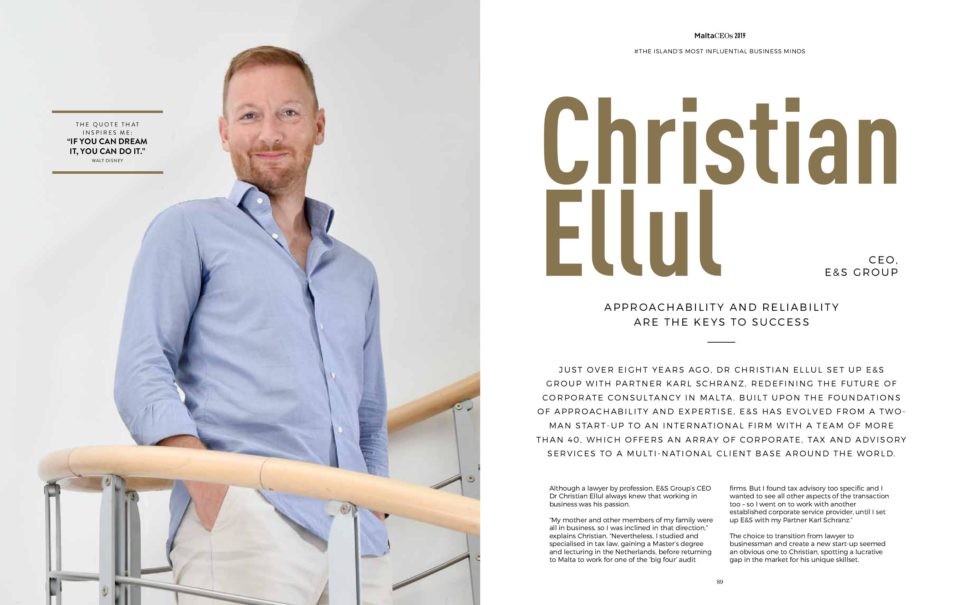 THE QUOTE THAT
INSPIRES ME:
"IF YOU CAN DREAM
IT, YOU CAN DO IT."
WALT DISNEY
MaltaCEOs 2019
#THE ISLAND'S MOST INFLUENTIAL BUSINESS MINDS
Christian
Ellul
CEO,
E&S GROUP
APPROACHABILITY AND RELIABILITY
ARE THE KEYS TO SUCCESS
JUST OVER EIGHT YEARS AGO, DR CHRISTIAN ELLUL SET UP E&S
GROUP WITH PARTNER KARL SCHRANZ, REDEFINING THE FUTURE OF
CORPORATE CONSULTANCY IN MALTA. BUILT UPON THE FOUNDATIONS
OF APPROACHABILITY AND EXPERTISE, E&S HAS EVOLVED FROM A TWO-
MAN START-UP TO AN INTERNATIONAL FIRM WITH A TEAM OF MORE
THAN 40, WHICH OFFERS AN ARRAY OF CORPORATE, TAX AND ADVISORY
SERVICES TO A MULTI-NATIONAL CLIENT BASE AROUND THE WORLD.
Although a lawyer by profession, E&S Group's CEO
Dr Christian Ellul always knew that working in
business was his passion.
"My mother and other members of my family were
all in business, so I was inclined in that direction,"
explains Christian. "Nevertheless, I studied and
specialised in tax law, gaining a Master's degree
and lecturing in the Netherlands, before returning
to Malta to work for one of the 'big four' audit
firms. But I found tax advisory too specific and I
wanted to see all other aspects of the transaction
too – so I went on to work with another
established corporate service provider, until I set
up E&S with my Partner Karl Schranz."
The choice to transition from lawyer to
businessman and create a new start-up seemed
an obvious one to Christian, spotting a lucrative
gap in the market for his unique skillset.
89